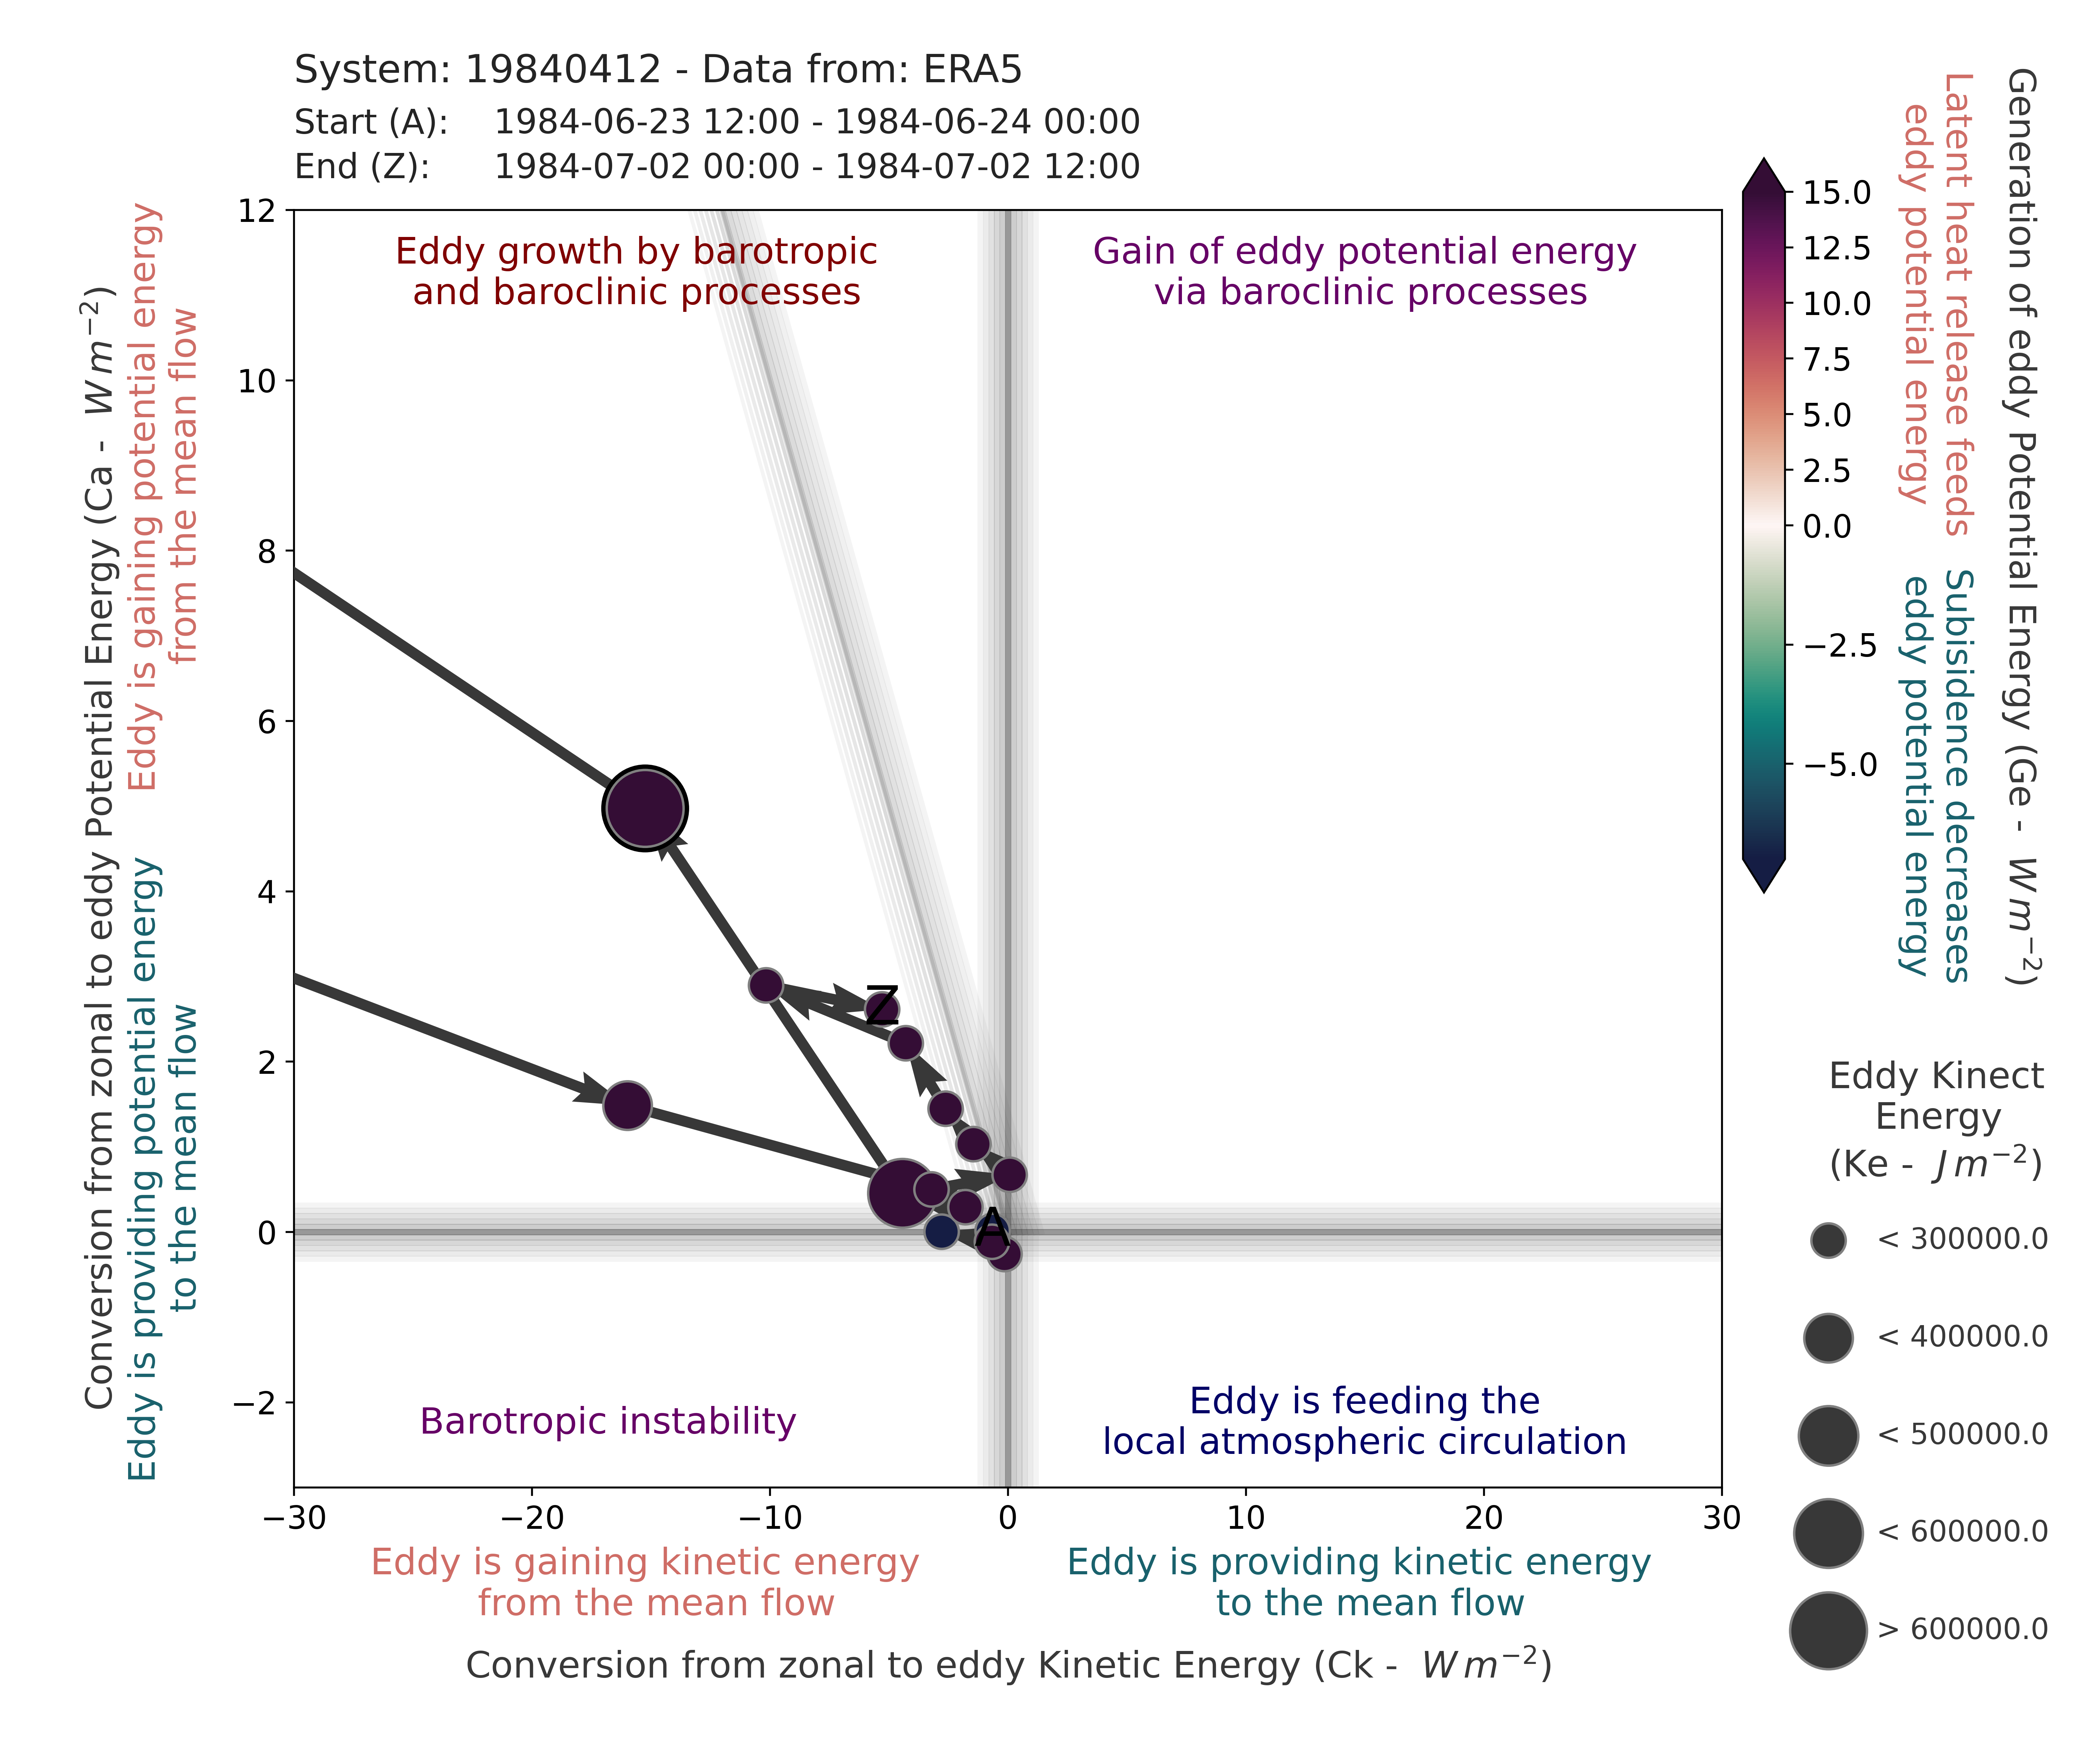 System: 19840412 - Data from: ERA5
Start (A): 1984-06-23 12:00 - 1984-06-24 00:00
End (Z): 1984-07-02 00:00 - 1984-07-02 12:00
Conversion from zonal to eddy Potential Energy (Ca - W m⁻²)
Eddy is gaining potential energy
from the mean flow
Eddy is providing potential energy
to the mean flow
12
10
8
6
4
2
0
−2
Eddy growth by barotropic
and baroclinic processes
Gain of eddy potential energy
via baroclinic processes
Z
A
Barotropic instability
Eddy is feeding the
local atmospheric circulation
−30
−20
−10
0
10
20
30
Eddy is gaining kinetic energy
from the mean flow
Eddy is providing kinetic energy
to the mean flow
Conversion from zonal to eddy Kinetic Energy (Ck - W m⁻²)
15.0
12.5
10.0
7.5
5.0
2.5
0.0
−2.5
−5.0
Latent heat release feeds
eddy potential energy
Subisidence decreases
eddy potential energy
Generation of eddy Potential Energy (Ge - W m⁻²)
Eddy Kinect
Energy
(Ke - J m⁻²)
< 300000.0
< 400000.0
< 500000.0
< 600000.0
> 600000.0